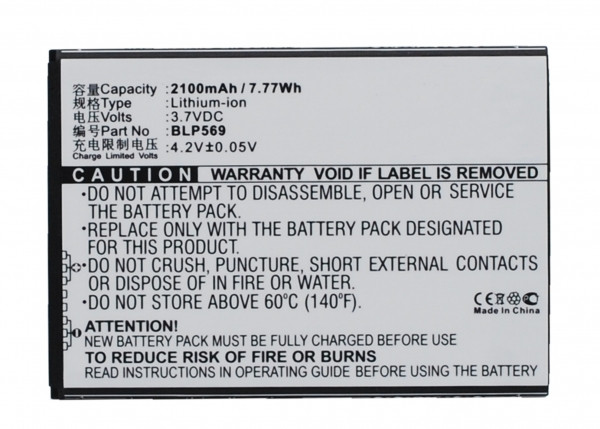 容量Capacity: 2100mAh / 7.77Wh
规格Type: Lithium-ion
电压Volts: 3.7VDC
编号Part No: BLP569
充电限制电压: 4.2V±0.05V
Charge Limited Voltage
CAUTION WARRANTY VOID IF LABEL IS REMOVED
•DO NOT ATTEMPT TO DISASSEMBLE, OPEN OR SERVICE
THE BATTERY PACK.
•REPLACE ONLY WITH THE BATTERY PACK DESIGNATED
FOR THIS PRODUCT.
•DO NOT CRUSH, PUNCTURE, SHORT EXTERNAL CONTACTS
OR DISPOSE OF IN FIRE OR WATER.
•DO NOT STORE ABOVE 60°C (140°F).
CE
Made In China
ATTENTION:
NEW BATTERY PACK MUST BE FULLY CHARGED BEFORE INITIAL USE.
TO REDUCE RISK OF FIRE OR BURNS
READ INSTRUCTIONS IN OPERATING GUIDE BEFORE BATTERY USE.